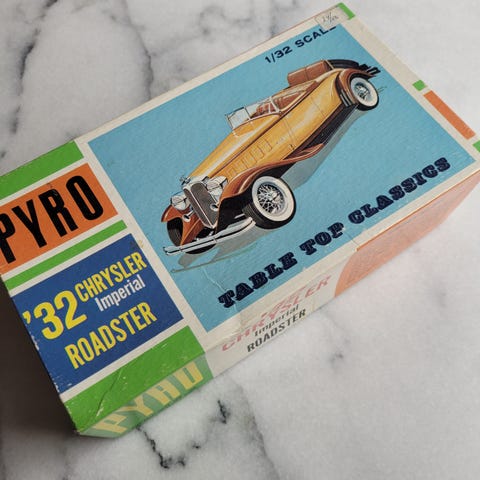 1/32 SCALE
PYRO
'32 CHRYSLER
Imperial
ROADSTER
TABLE TOP CLASSICS
CHRYSLER
Imperial
ROADSTER
PYRO